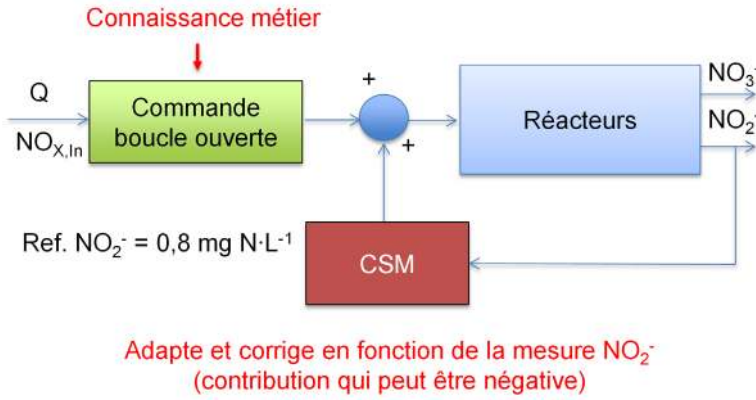 Connaissance métier
Q
NOX,In
Commande
boucle ouverte
+
+
Réacteurs
NO3-
NO2-
Ref. NO2- = 0,8 mg N·L-1
CSM
Adapte et corrige en fonction de la mesure NO2-
(contribution qui peut être négative)